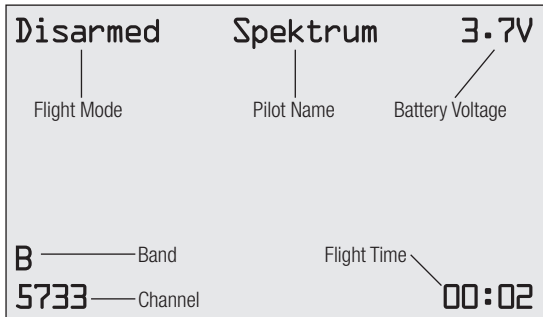 Disarmed Spektrum 3.7V
Flight Mode Pilot Name Battery Voltage
B Band Flight Time
5733 Channel 00:02